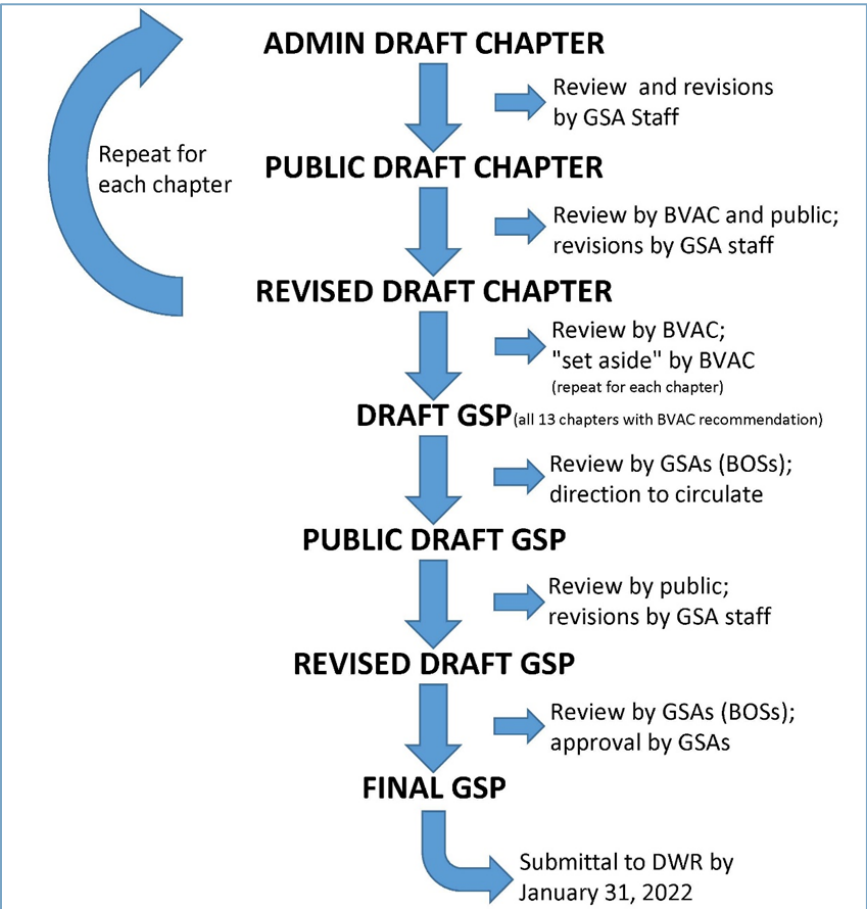 ADMIN DRAFT CHAPTER
Review and revisions
by GSA Staff
Repeat for
each chapter
PUBLIC DRAFT CHAPTER
Review by BVAC and public;
revisions by GSA staff
REVISED DRAFT CHAPTER
Review by BVAC;
"set aside" by BVAC
(repeat for each chapter)
DRAFT GSP (all 13 chapters with BVAC recommendation)
Review by GSAs (BOSs);
direction to circulate
PUBLIC DRAFT GSP
Review by public;
revisions by GSA staff
REVISED DRAFT GSP
Review by GSAs (BOSs);
approval by GSAs
FINAL GSP
Submittal to DWR by
January 31, 2022